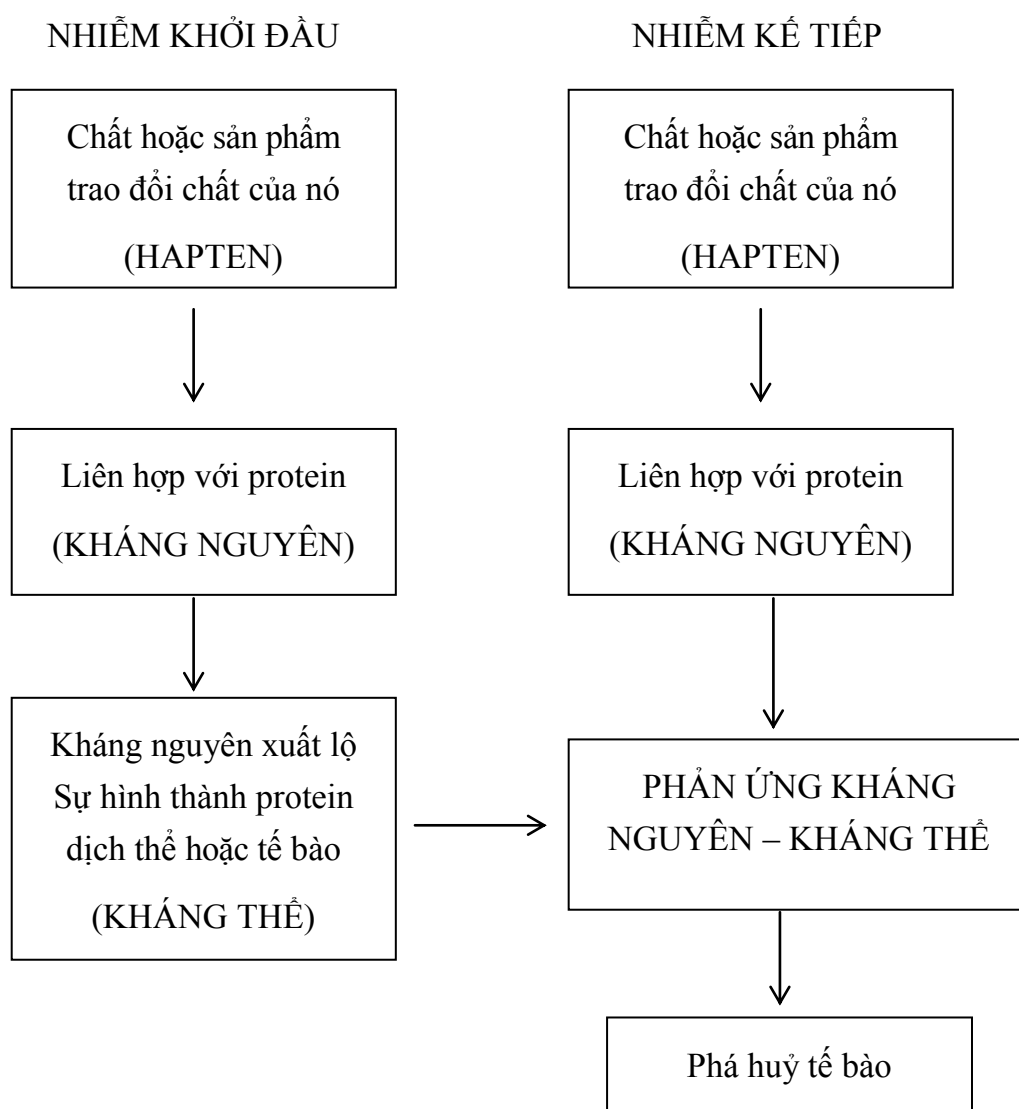 NHIỄM KHỞI ĐẦU
Chất hoặc sản phẩm
trao đổi chất của nó
(HAPTEN)
Liên hợp với protein
(KHÁNG NGUYÊN)
Kháng nguyên xuất lộ
Sự hình thành protein
dịch thể hoặc tế bào
(KHÁNG THỂ)
NHIỄM KẾ TIẾP
Chất hoặc sản phẩm
trao đổi chất của nó
(HAPTEN)
Liên hợp với protein
(KHÁNG NGUYÊN)
PHẢN ỨNG KHÁNG
NGUYÊN – KHÁNG THỂ
Phá huỷ tế bào